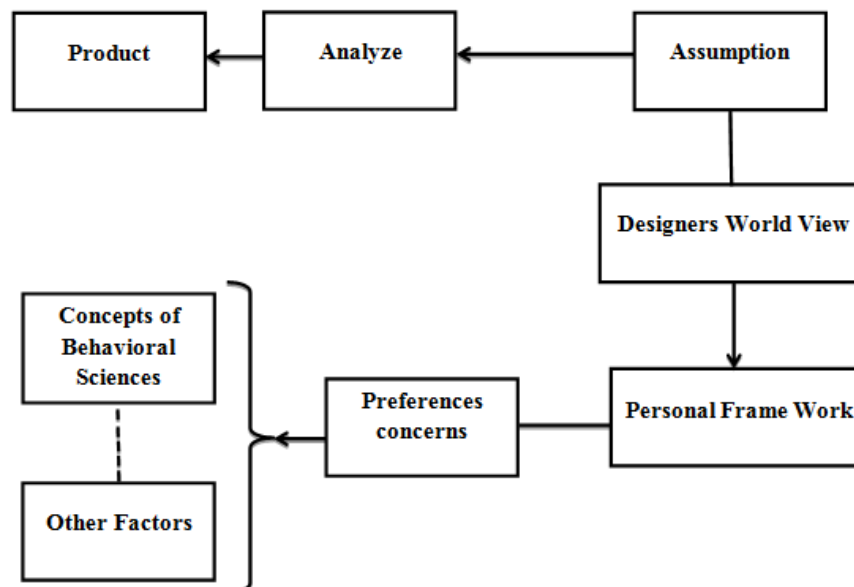 Product
Analyze
Assumption
Designers World View
Concepts of
Behavioral
Sciences
Preferences
concerns
Personal Frame Work
Other Factors